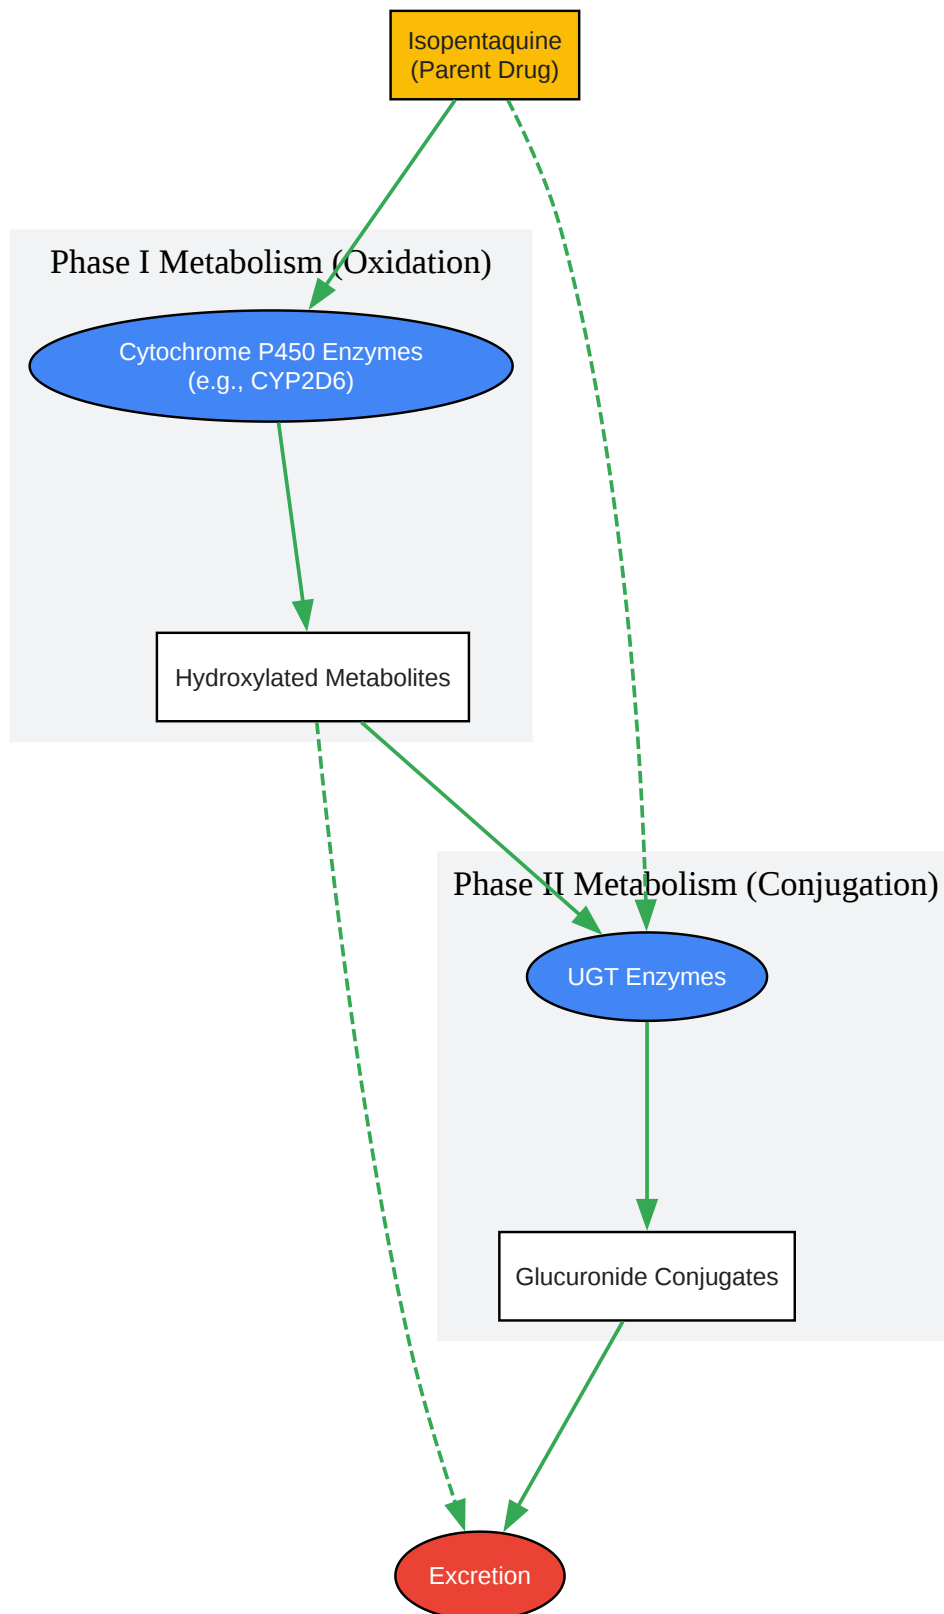 Isopentaquine
(Parent Drug)
Phase I Metabolism (Oxidation)
Cytochrome P450 Enzymes
(e.g., CYP2D6)
Hydroxylated Metabolites
Phase II Metabolism (Conjugation)
UGT Enzymes
Glucuronide Conjugates
Excretion